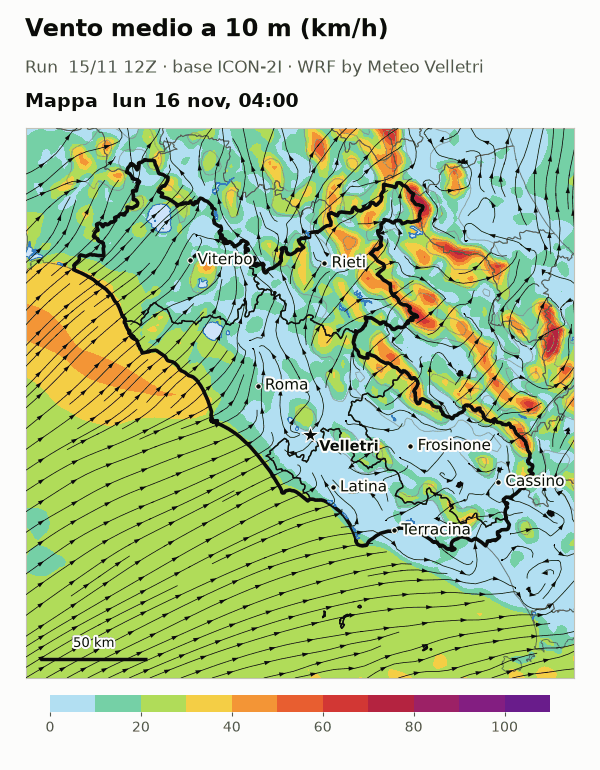 Vento medio a 10 m (km/h)
Run 15/11 12Z · base ICON-2I · WRF by Meteo Velletri
Mappa lun 16 nov, 04:00
Viterbo
Rieti
Roma
Velletri
Frosinone
Cassino
Latina
Terracina
50 km
0 20 40 60 80 100